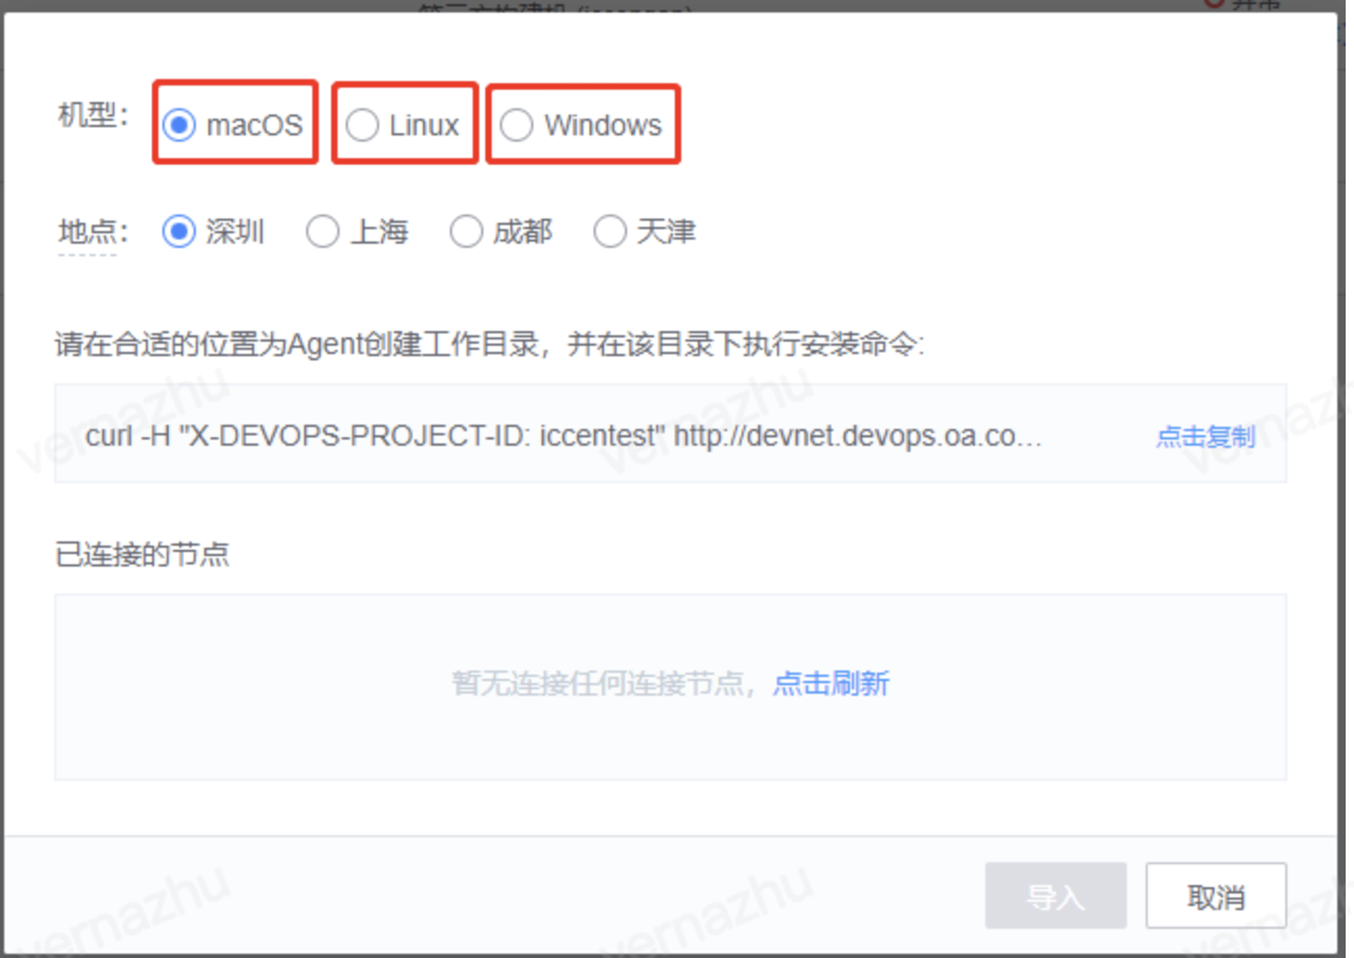 机型： macOS Linux Windows
地点： 深圳 上海 成都 天津
请在合适的位置为Agent创建工作目录，并在该目录下执行安装命令:
curl -H "X-DEVOPS-PROJECT-ID: iccentest" http://devnet.devops.oa.co... 点击复制
已连接的节点
暂无连接任何连接节点，点击刷新
导入 取消
vernazhu
vernazhu
vernazhu
vernazhu